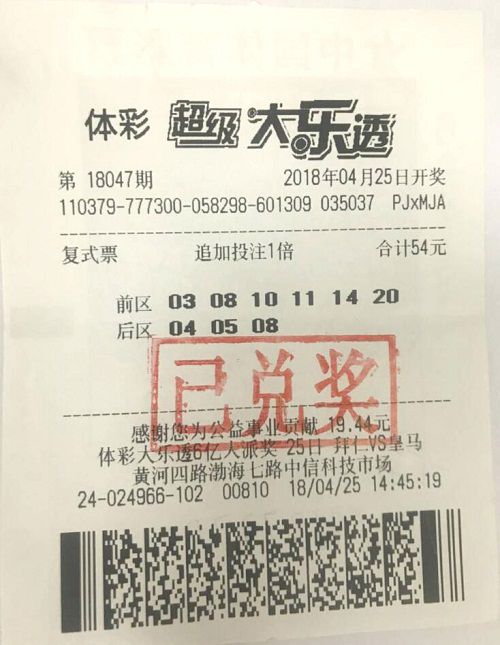 体彩 超级大乐透
第 18047期 2018年04月25日开奖
110379-777300-058298-601309 035037 PJxMJA
复式票 追加投注1倍 合计54元
前区 03 08 10 11 14 20
后区 04 05 08
已兑奖
感谢您为公益事业贡献 19.44元
体彩大乐透6亿大派奖 25日 拜仁VS皇马
黄河四路渤海七路中信科技市场
24-024966-102 00810 18/04/25 14:45:19